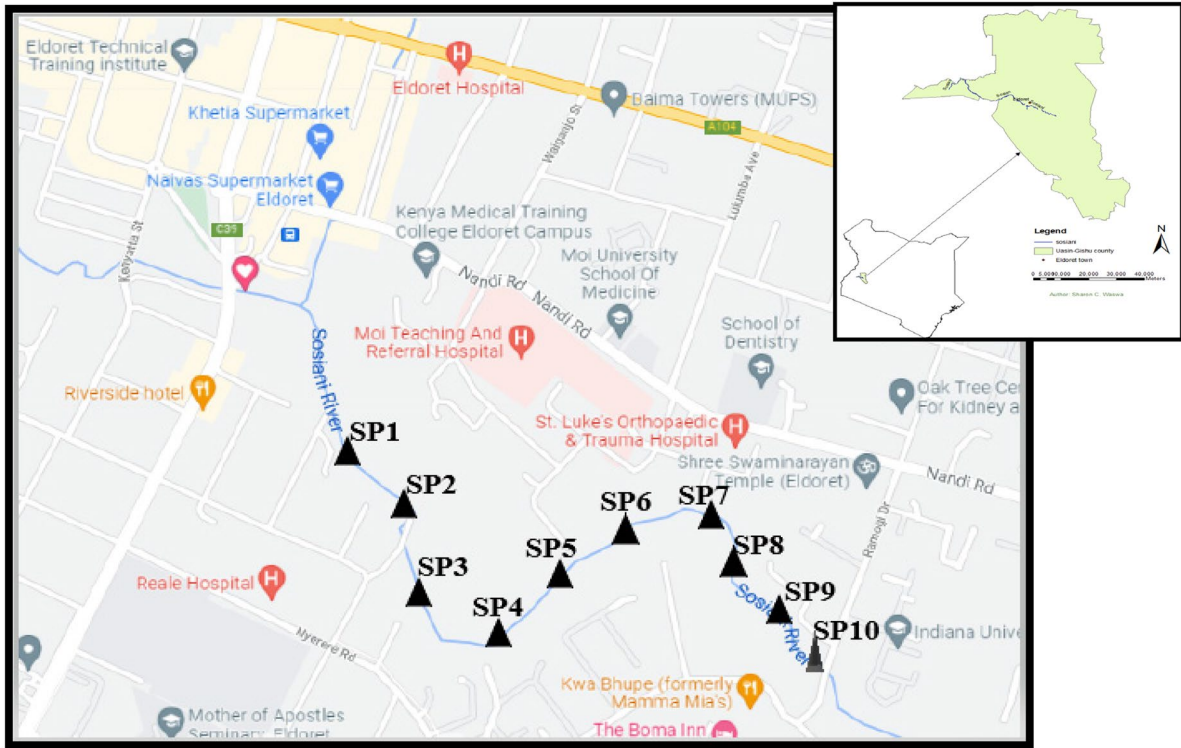 Eldoret Technical
Training institute
Eldoret Hospital
Khetia Supermarket
Naivas Supermarket
Eldoret
C39
Kenyatta St
Baima Towers (MUPS)
A104
Waiganjo St
Lulumba Ave
Kenya Medical Training
College Eldoret Campus
Moi University
School Of
Medicine
Nandi Rd
Nandi Rd
School of
Dentistry
Moi Teaching And
Referral Hospital
Sosiani River
Riverside hotel
Oak Tree Cen
For Kidney a
St. Luke's Orthopaedic
& Trauma Hospital
Shree Swaminarayan
Temple (Eldoret)
Nandi Rd
Ramogi Dr
SP1
SP2
SP3
SP4
SP5
SP6
SP7
SP8
SP9
SP10
Sosiani River
Reale Hospital
Nyerere Rd
Indiana Unive
Kwa Bhupe (formerly
Mamma Mia's)
The Boma Inn
Mother of Apostles
Seminary, Eldoret
N
Legend
sosiani
Uasin-Gishu county
Eldoret town
Meters
Author: Sharon C. Wekwa